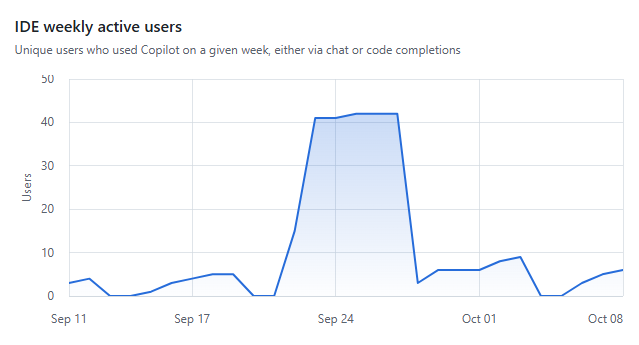 IDE weekly active users
Unique users who used Copilot on a given week, either via chat or code completions
50
40
30
20
10
0
Users
Sep 11
Sep 17
Sep 24
Oct 01
Oct 08